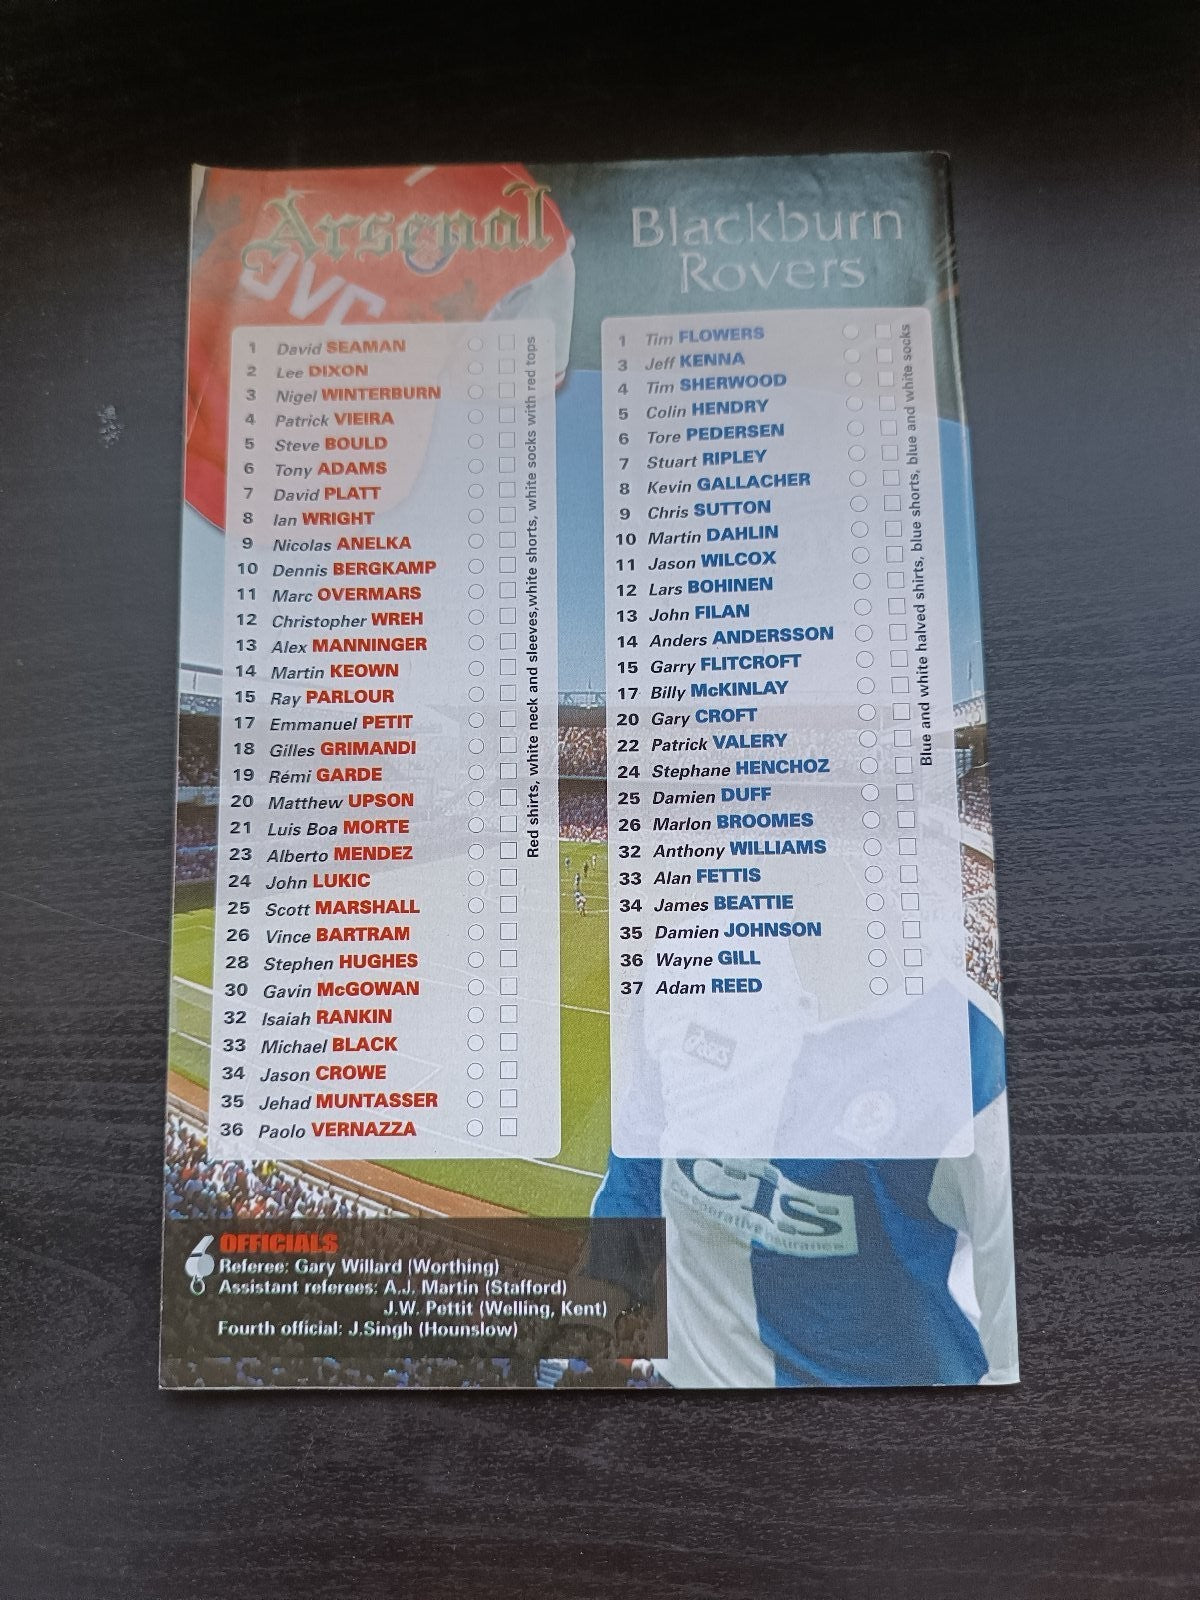 Arsenal
JVC
1 David SEAMAN
2 Lee DIXON
3 Nigel WINTERBURN
4 Patrick VIEIRA
5 Steve BOULD
6 Tony ADAMS
7 David PLATT
8 Ian WRIGHT
9 Nicolas ANELKA
10 Dennis BERGKAMP
11 Marc OVERMARS
12 Christopher WREH
13 Alex MANNINGER
14 Martin KEOWN
15 Ray PARLOUR
17 Emmanuel PETIT
18 Gilles GRIMANDI
19 Rémi GARDE
20 Matthew UPSON
21 Luis Boa MORTE
23 Alberto MENDEZ
24 John LUKIC
25 Scott MARSHALL
26 Vince BARTRAM
28 Stephen HUGHES
30 Gavin McGOWAN
32 Isaiah RANKIN
33 Michael BLACK
34 Jason CROWE
35 Jehad MUNTASSER
36 Paolo VERNAZZA
Red shirts, white neck and sleeves,white shorts, white socks with red tops
Blackburn
Rovers
1 Tim FLOWERS
3 Jeff KENNA
4 Tim SHERWOOD
5 Colin HENDRY
6 Tore PEDERSEN
7 Stuart RIPLEY
8 Kevin GALLACHER
9 Chris SUTTON
10 Martin DAHLIN
11 Jason WILCOX
12 Lars BOHINEN
13 John FILAN
14 Anders ANDERSSON
15 Garry FLITCROFT
17 Billy McKINLAY
20 Gary CROFT
22 Patrick VALERY
24 Stephane HENCHOZ
25 Damien DUFF
26 Marlon BROOMES
32 Anthony WILLIAMS
33 Alan FETTIS
34 James BEATTIE
35 Damien JOHNSON
36 Wayne GILL
37 Adam REED
Blue and white halved shirts, blue shorts, blue and white socks
asics
CIS
Co-operative Insurance
OFFICIALS
Referee: Gary Willard (Worthing)
Assistant referees: A.J. Martin (Stafford)
J.W. Pettit (Welling, Kent)
Fourth official: J.Singh (Hounslow)